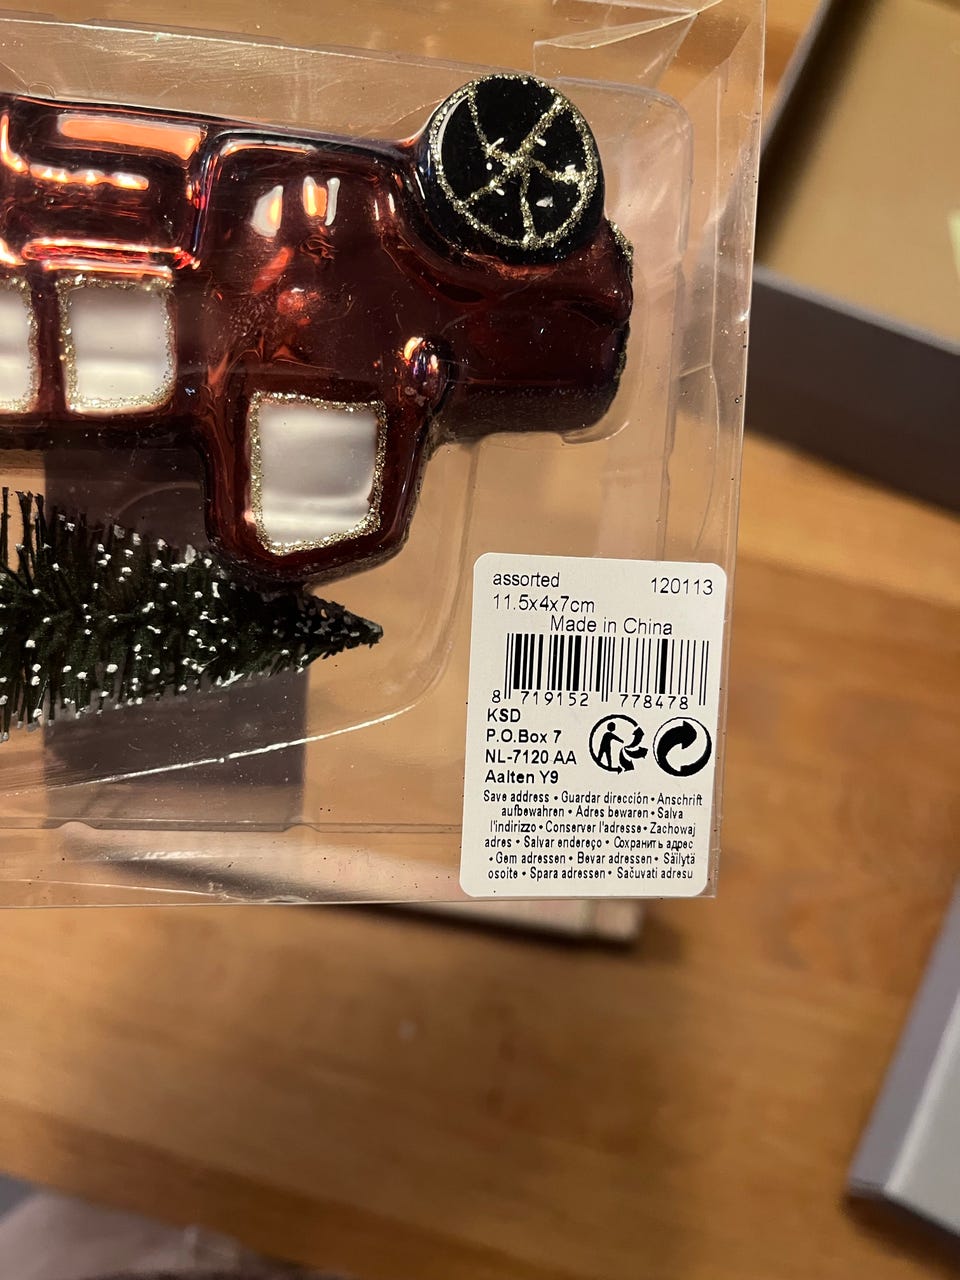 assorted 120113
11.5x4x7cm
Made in China
8 719152 778478
KSD
P.O.Box 7
NL-7120 AA
Aalten Y9
Save address • Guardar dirección • Anschrift
aufbewahren • Adres bewaren • Salva
l'indirizzo • Conserver l'adresse • Zachowaj
adres • Salvar endereço • Сохранить адрес
• Gem adressen • Bevar adressen • Säilytä
osoite • Spara adressen • Sačuvati adresu